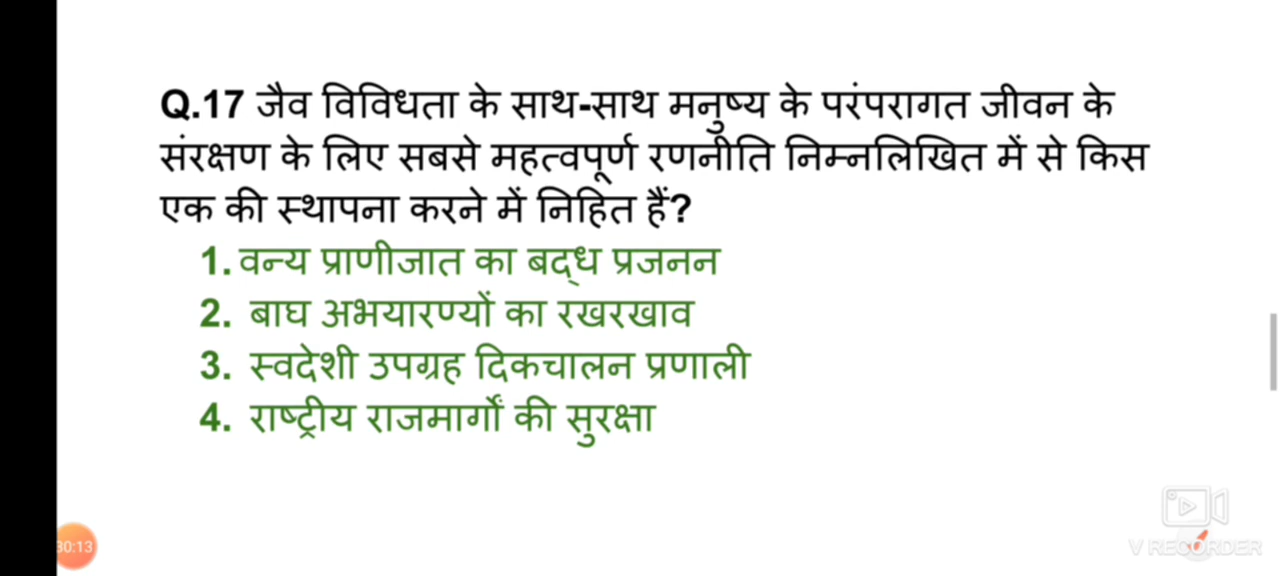 Q.17 जैव विविधता के साथ-साथ मनुष्य के परंपरागत जीवन के
संरक्षण के लिए सबसे महत्वपूर्ण रणनीति निम्नलिखित में से किस
एक की स्थापना करने में निहित हैं?
1. वन्य प्राणीजात का बद्ध प्रजनन
2. बाघ अभयारण्यों का रखरखाव
3. स्वदेशी उपग्रह दिकचालन प्रणाली
4. राष्ट्रीय राजमार्गों की सुरक्षा
30:13
V RECORDER